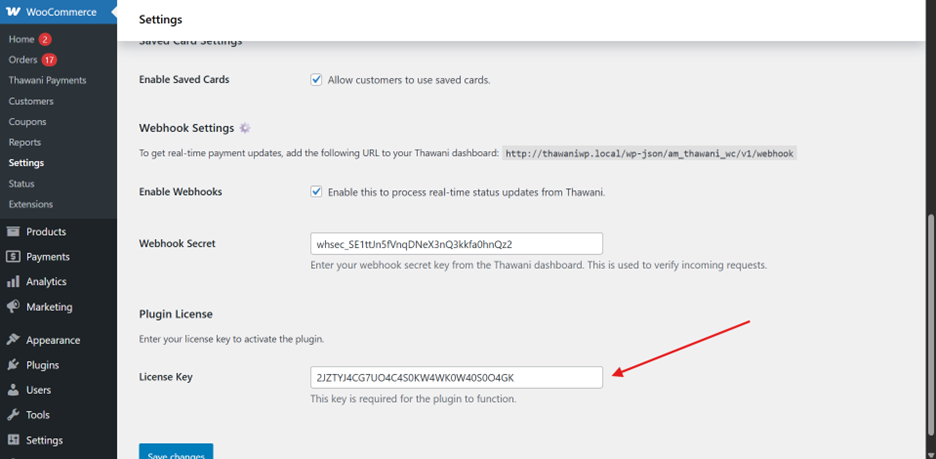 WooCommerce
Home 2
Orders 17
Thawani Payments
Customers
Coupons
Reports
Settings
Status
Extensions
Products
Payments
Analytics
Marketing
Appearance
Plugins
Users
Tools
Settings
Settings
Saved Card Settings
Enable Saved Cards
Allow customers to use saved cards.
Webhook Settings
To get real-time payment updates, add the following URL to your Thawani dashboard: http://thawaniwp.local/wp-json/am_thawani_wc/v1/webhook
Enable Webhooks
Enable this to process real-time status updates from Thawani.
Webhook Secret
whsec_SE1ttUn5fVnqDNeX3nQ3kkfa0hnQz2
Enter your webhook secret key from the Thawani dashboard. This is used to verify incoming requests.
Plugin License
Enter your license key to activate the plugin.
License Key
2JZTYJ4CG7UO4C4S0KW4WK0W40S0O4GK
This key is required for the plugin to function.
Save changes